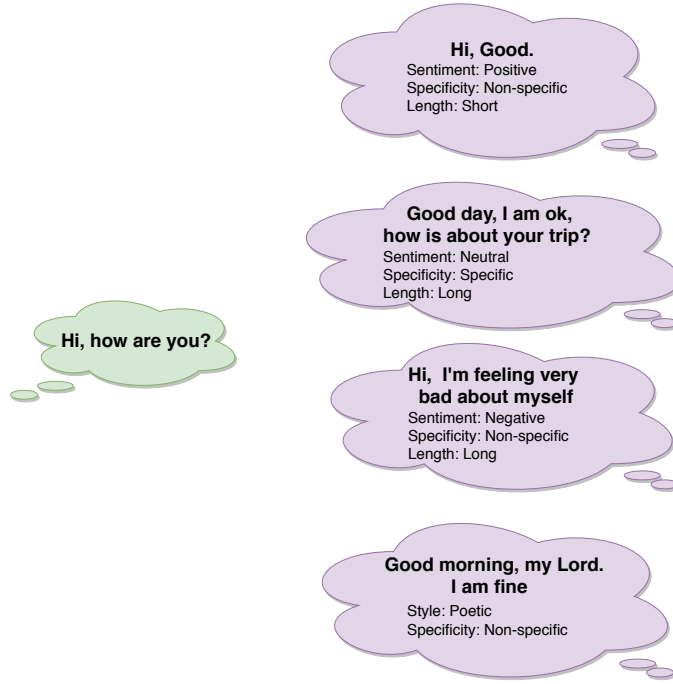 Hi, how are you?
Hi, Good.
Sentiment: Positive
Specificity: Non-specific
Length: Short
Good day, I am ok,
how is about your trip?
Sentiment: Neutral
Specificity: Specific
Length: Long
Hi, I'm feeling very
bad about myself
Sentiment: Negative
Specificity: Non-specific
Length: Long
Good morning, my Lord.
I am fine
Style: Poetic
Specificity: Non-specific